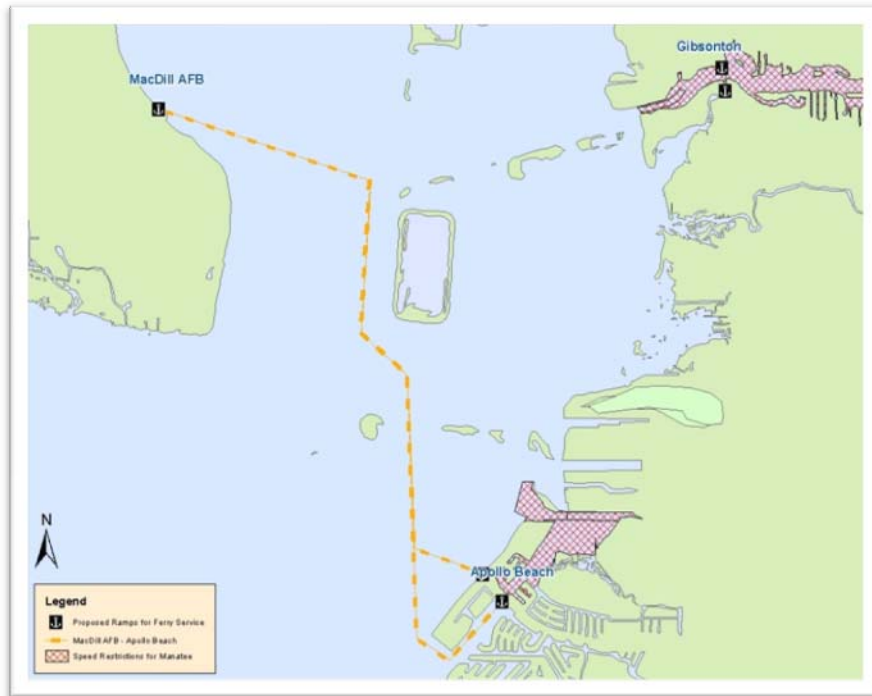 Gibsonton
MacDill AFB
N
Apollo Beach
Legend
Proposed Ramps for Ferry Service
MacDill AFB - Apollo Beach
Speed Restrictions for Manatee